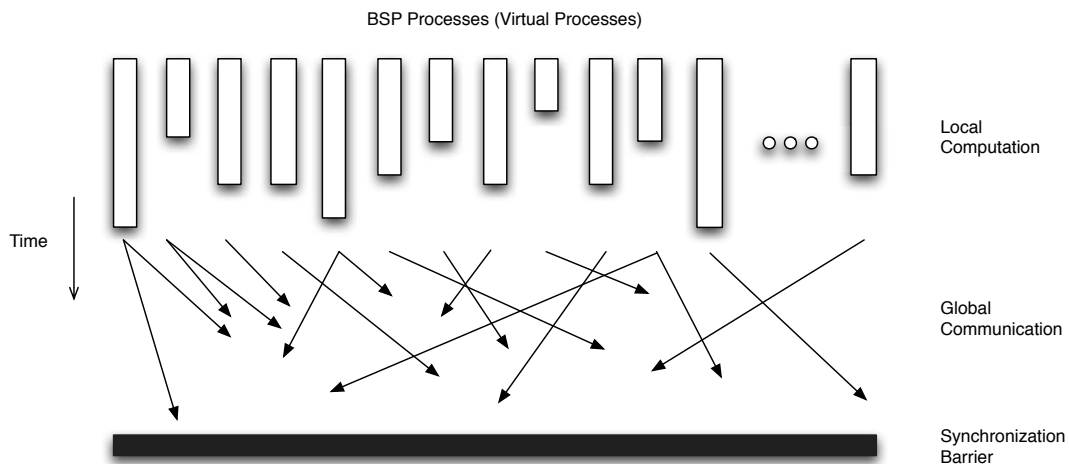 BSP Processes (Virtual Processes)
Local
Computation
Time
Global
Communication
Synchronization
Barrier